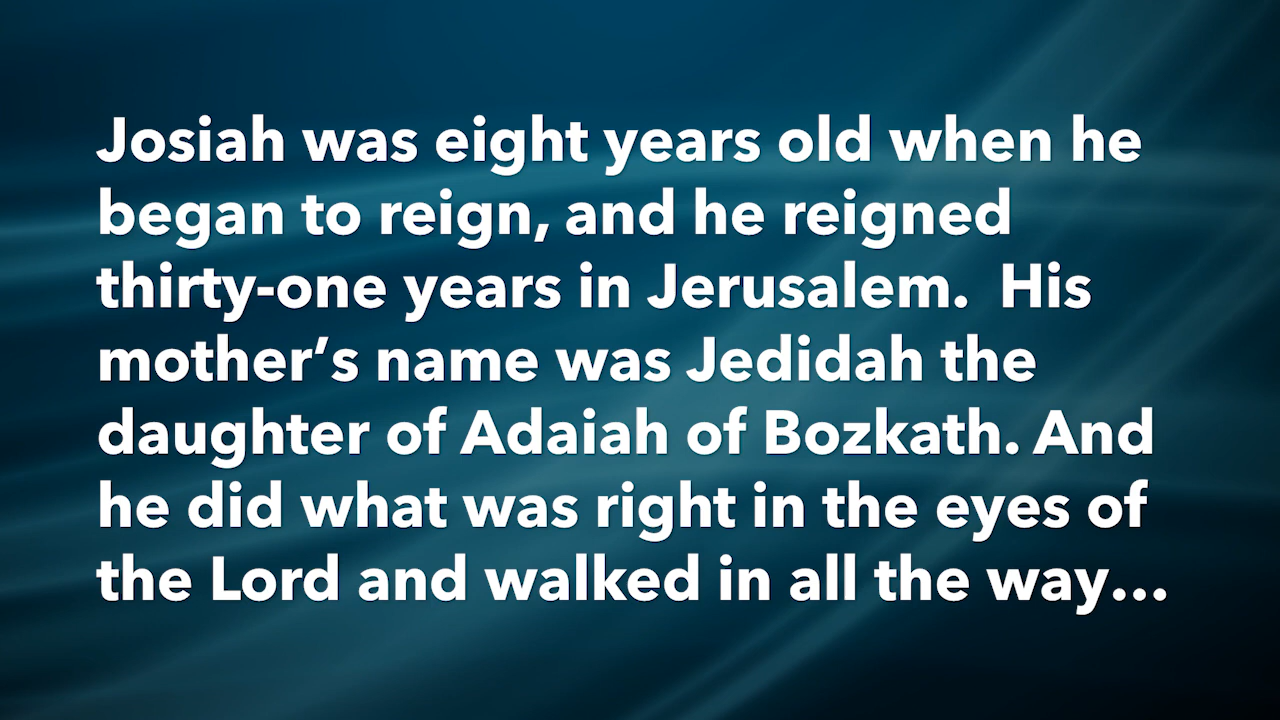 Josiah was eight years old when he
began to reign, and he reigned
thirty-one years in Jerusalem.  His
mother’s name was Jedidah the
daughter of Adaiah of Bozkath. And
he did what was right in the eyes of
the Lord and walked in all the way…